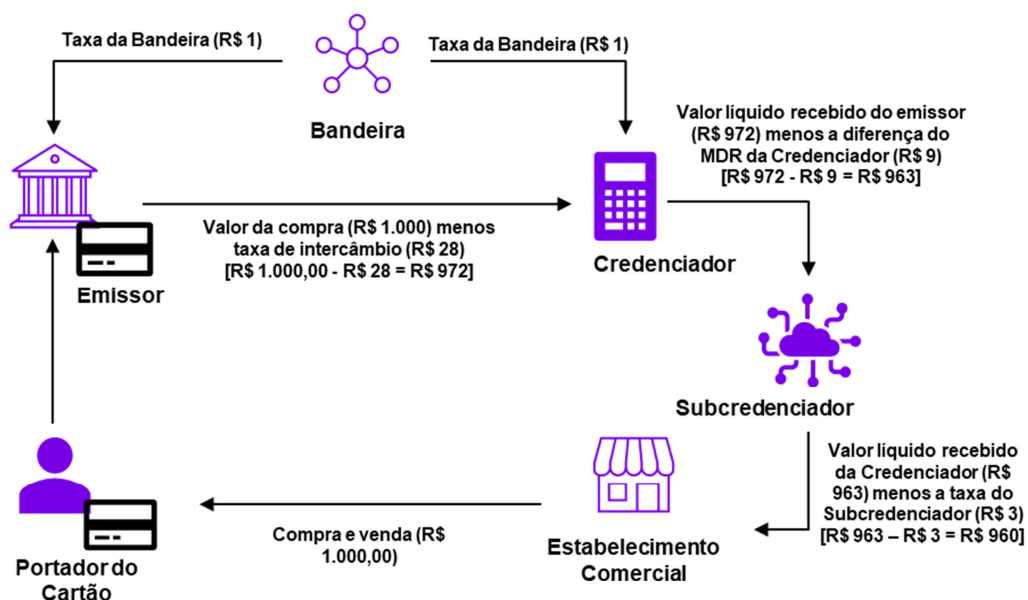 Taxa da Bandeira (R$ 1)
Taxa da Bandeira (R$ 1)
Bandeira
Valor líquido recebido do emissor
(R$ 972) menos a diferença do
MDR da Credenciador (R$ 9)
[R$ 972 - R$ 9 = R$ 963]
Valor da compra (R$ 1.000) menos
taxa de intercâmbio (R$ 28)
[R$ 1.000,00 - R$ 28 = R$ 972]
Credenciador
Emissor
Subcredenciador
Valor líquido recebido
da Credenciador (R$
963) menos a taxa do
Subcredenciador (R$ 3)
[R$ 963 – R$ 3 = R$ 960]
Compra e venda (R$
1.000,00)
Estabelecimento
Comercial
Portador do
Cartão